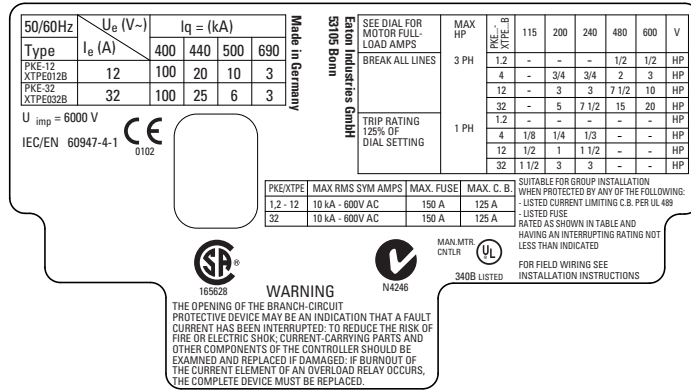 50/60Hz Ue (V~) Iq = (kA)
Type Ie (A) 400 440 500 690
PKE-12
XTPE012B 12 100 20 10 3
PKE-32
XTPE032B 32 100 25 6 3
U imp = 6000 V
IEC/EN 60947-4-1 CE
0102
Made in Germany
Eaton Industries GmbH
53105 Bonn
SEE DIAL FOR
MOTOR FULL-
LOAD AMPS
MAX
HP
PKE...-
XTPE...B
115 200 240 480 600 V
BREAK ALL LINES 3 PH 1.2 - - - 1/2 1/2 HP
4 - 3/4 3/4 2 3 HP
12 - 3 3 7 1/2 10 HP
32 - 5 7 1/2 15 20 HP
TRIP RATING
125% OF
DIAL SETTING
1 PH 1.2 - - - - - HP
4 1/8 1/4 1/3 - - HP
12 1/2 1 1 1/2 - - HP
32 1 1/2 3 3 - - HP
PKE/XTPE MAX RMS SYM AMPS MAX. FUSE MAX. C. B.
1,2 - 12 10 kA - 600V AC 150 A 125 A
32 10 kA - 600V AC 150 A 125 A
SUITABLE FOR GROUP INSTALLATION
WHEN PROTECTED BY ANY OF THE FOLLOWING:
- LISTED CURRENT LIMITING C.B. PER UL 489
- LISTED FUSE
RATED AS SHOWN IN TABLE AND
HAVING AN INTERRUPTING RATING NOT
LESS THAN INDICATED
FOR FIELD WIRING SEE
INSTALLATION INSTRUCTIONS
SA ®
165628
N4246
MAN.MTR.
CNTLR
UL
340B LISTED
WARNING
THE OPENING OF THE BRANCH-CIRCUIT
PROTECTIVE DEVICE MAY BE AN INDICATION THAT A FAULT
CURRENT HAS BEEN INTERRUPTED: TO REDUCE THE RISK OF
FIRE OR ELECTRIC SHOK; CURRENT-CARRYING PARTS AND
OTHER COMPONENTS OF THE CONTROLLER SHOULD BE
EXAMNED AND REPLACED IF DAMAGED: IF BURNOUT OF
THE CURRENT ELEMENT OF AN OVERLOAD RELAY OCCURS,
THE COMPLETE DEVICE MUST BE REPLACED.